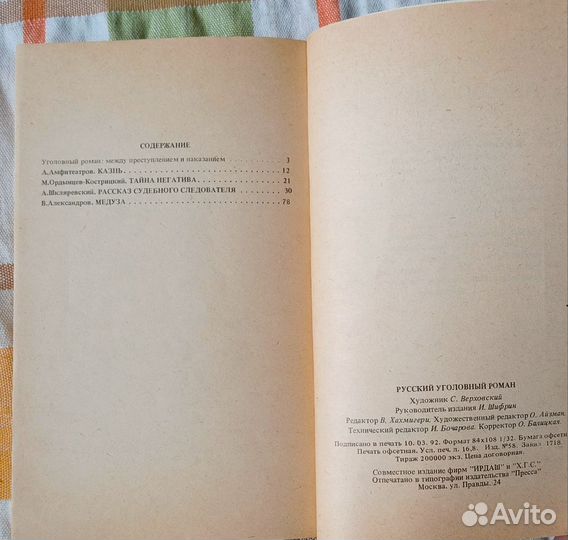 СОДЕРЖАНИЕ
Уголовный роман: между преступлением и наказанием . . . . . . . 3
А.Амфитеатров. КАЗНЬ . . . . . . . . . . . . . . . . . . . . . 12
М.Ордынцев-Кострицкий. ТАЙНА НЕГАТИВА . . . . . . . . . . . . 21
А.Шкляревский. РАССКАЗ СУДЕБНОГО СЛЕДОВАТЕЛЯ . . . . . . . . 30
В.Александров. МЕДУЗА . . . . . . . . . . . . . . . . . . . . 78
РУССКИЙ УГОЛОВНЫЙ РОМАН
Художник С. Верховский
Руководитель издания И. Шифрин
Редактор В. Хахмигери. Художественный редактор О. Айзман.
Технический редактор И. Бочарова. Корректор О. Балицкая.
Подписано в печать 10. 03. 92. Формат 84х108 1/32. Бумага офсетн
Печать офсетная. Усл. печ. л. 16,8. Изд. №58. Заказ 1718.
Тираж 200000 экз. Цена договорная.
Совместное издание фирм "ИРДАШ" и "Х.Г.С."
Отпечатано в типографии издательства "Пресса"
Москва. ул. Правды. 24
Avito